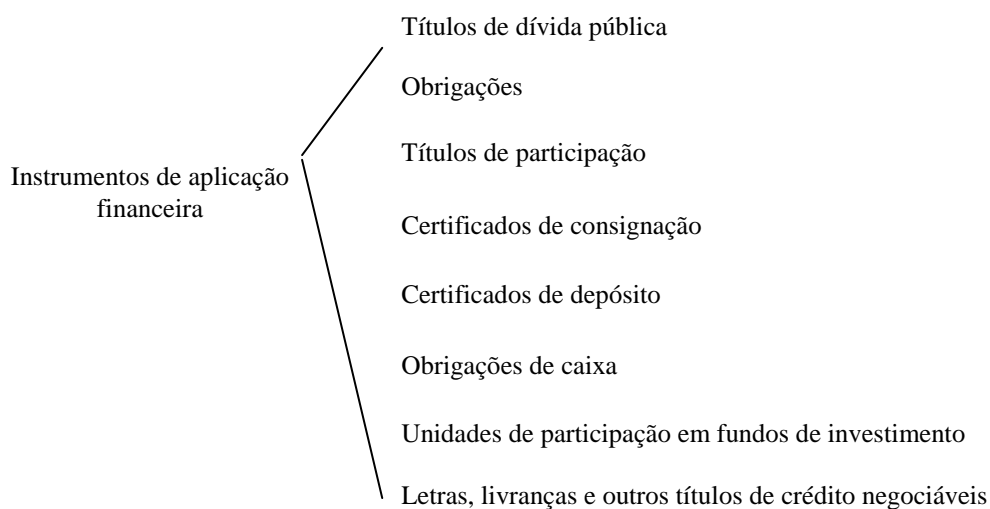 Títulos de dívida pública
Obrigações
Títulos de participação
Instrumentos de aplicação
financeira
Certificados de consignação
Certificados de depósito
Obrigações de caixa
Unidades de participação em fundos de investimento
Letras, livranças e outros títulos de crédito negociáveis